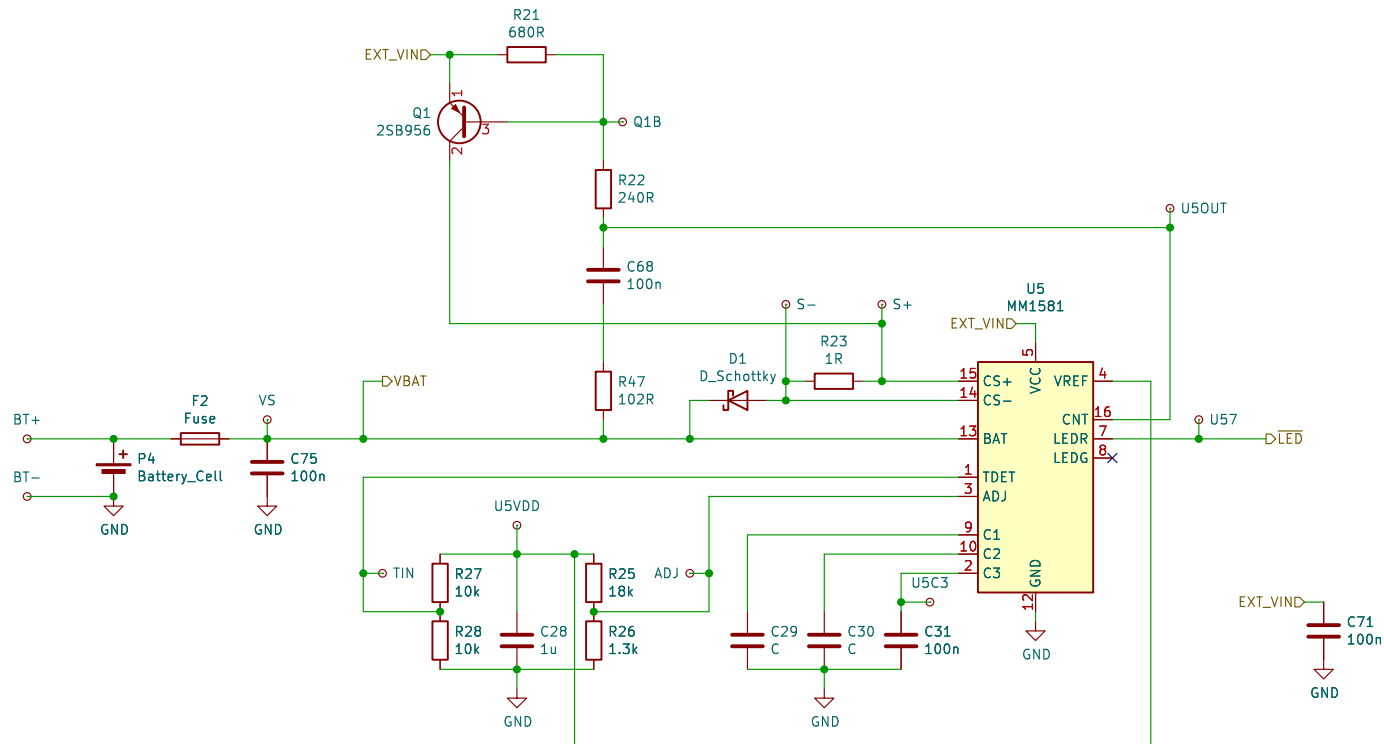 R21
680R
EXT_VIN
1
Q1
2SB956
3
Q1B
2
R22
240R
U5OUT
C68
100n
S-
S+
U5
MM1581
EXT_VIN
R23
1R
D1
D_Schottky
5
VCC
15
CS+
VREF
4
14
CS-
VBAT
R47
102R
CNT
16
F2
Fuse
VS
BT+
13
BAT
LEDR
7
U57
LED
LEDG
8
+
P4
Battery_Cell
C75
100n
BT-
1
TDET
3
ADJ
GND
GND
U5VDD
9
C1
10
C2
2
C3
GND
12
TIN
R27
10k
R25
18k
ADJ
U5C3
EXT_VIN
R28
10k
C28
1u
R26
1.3k
C29
C
C30
C
C31
100n
GND
C71
100n
GND
GND
GND